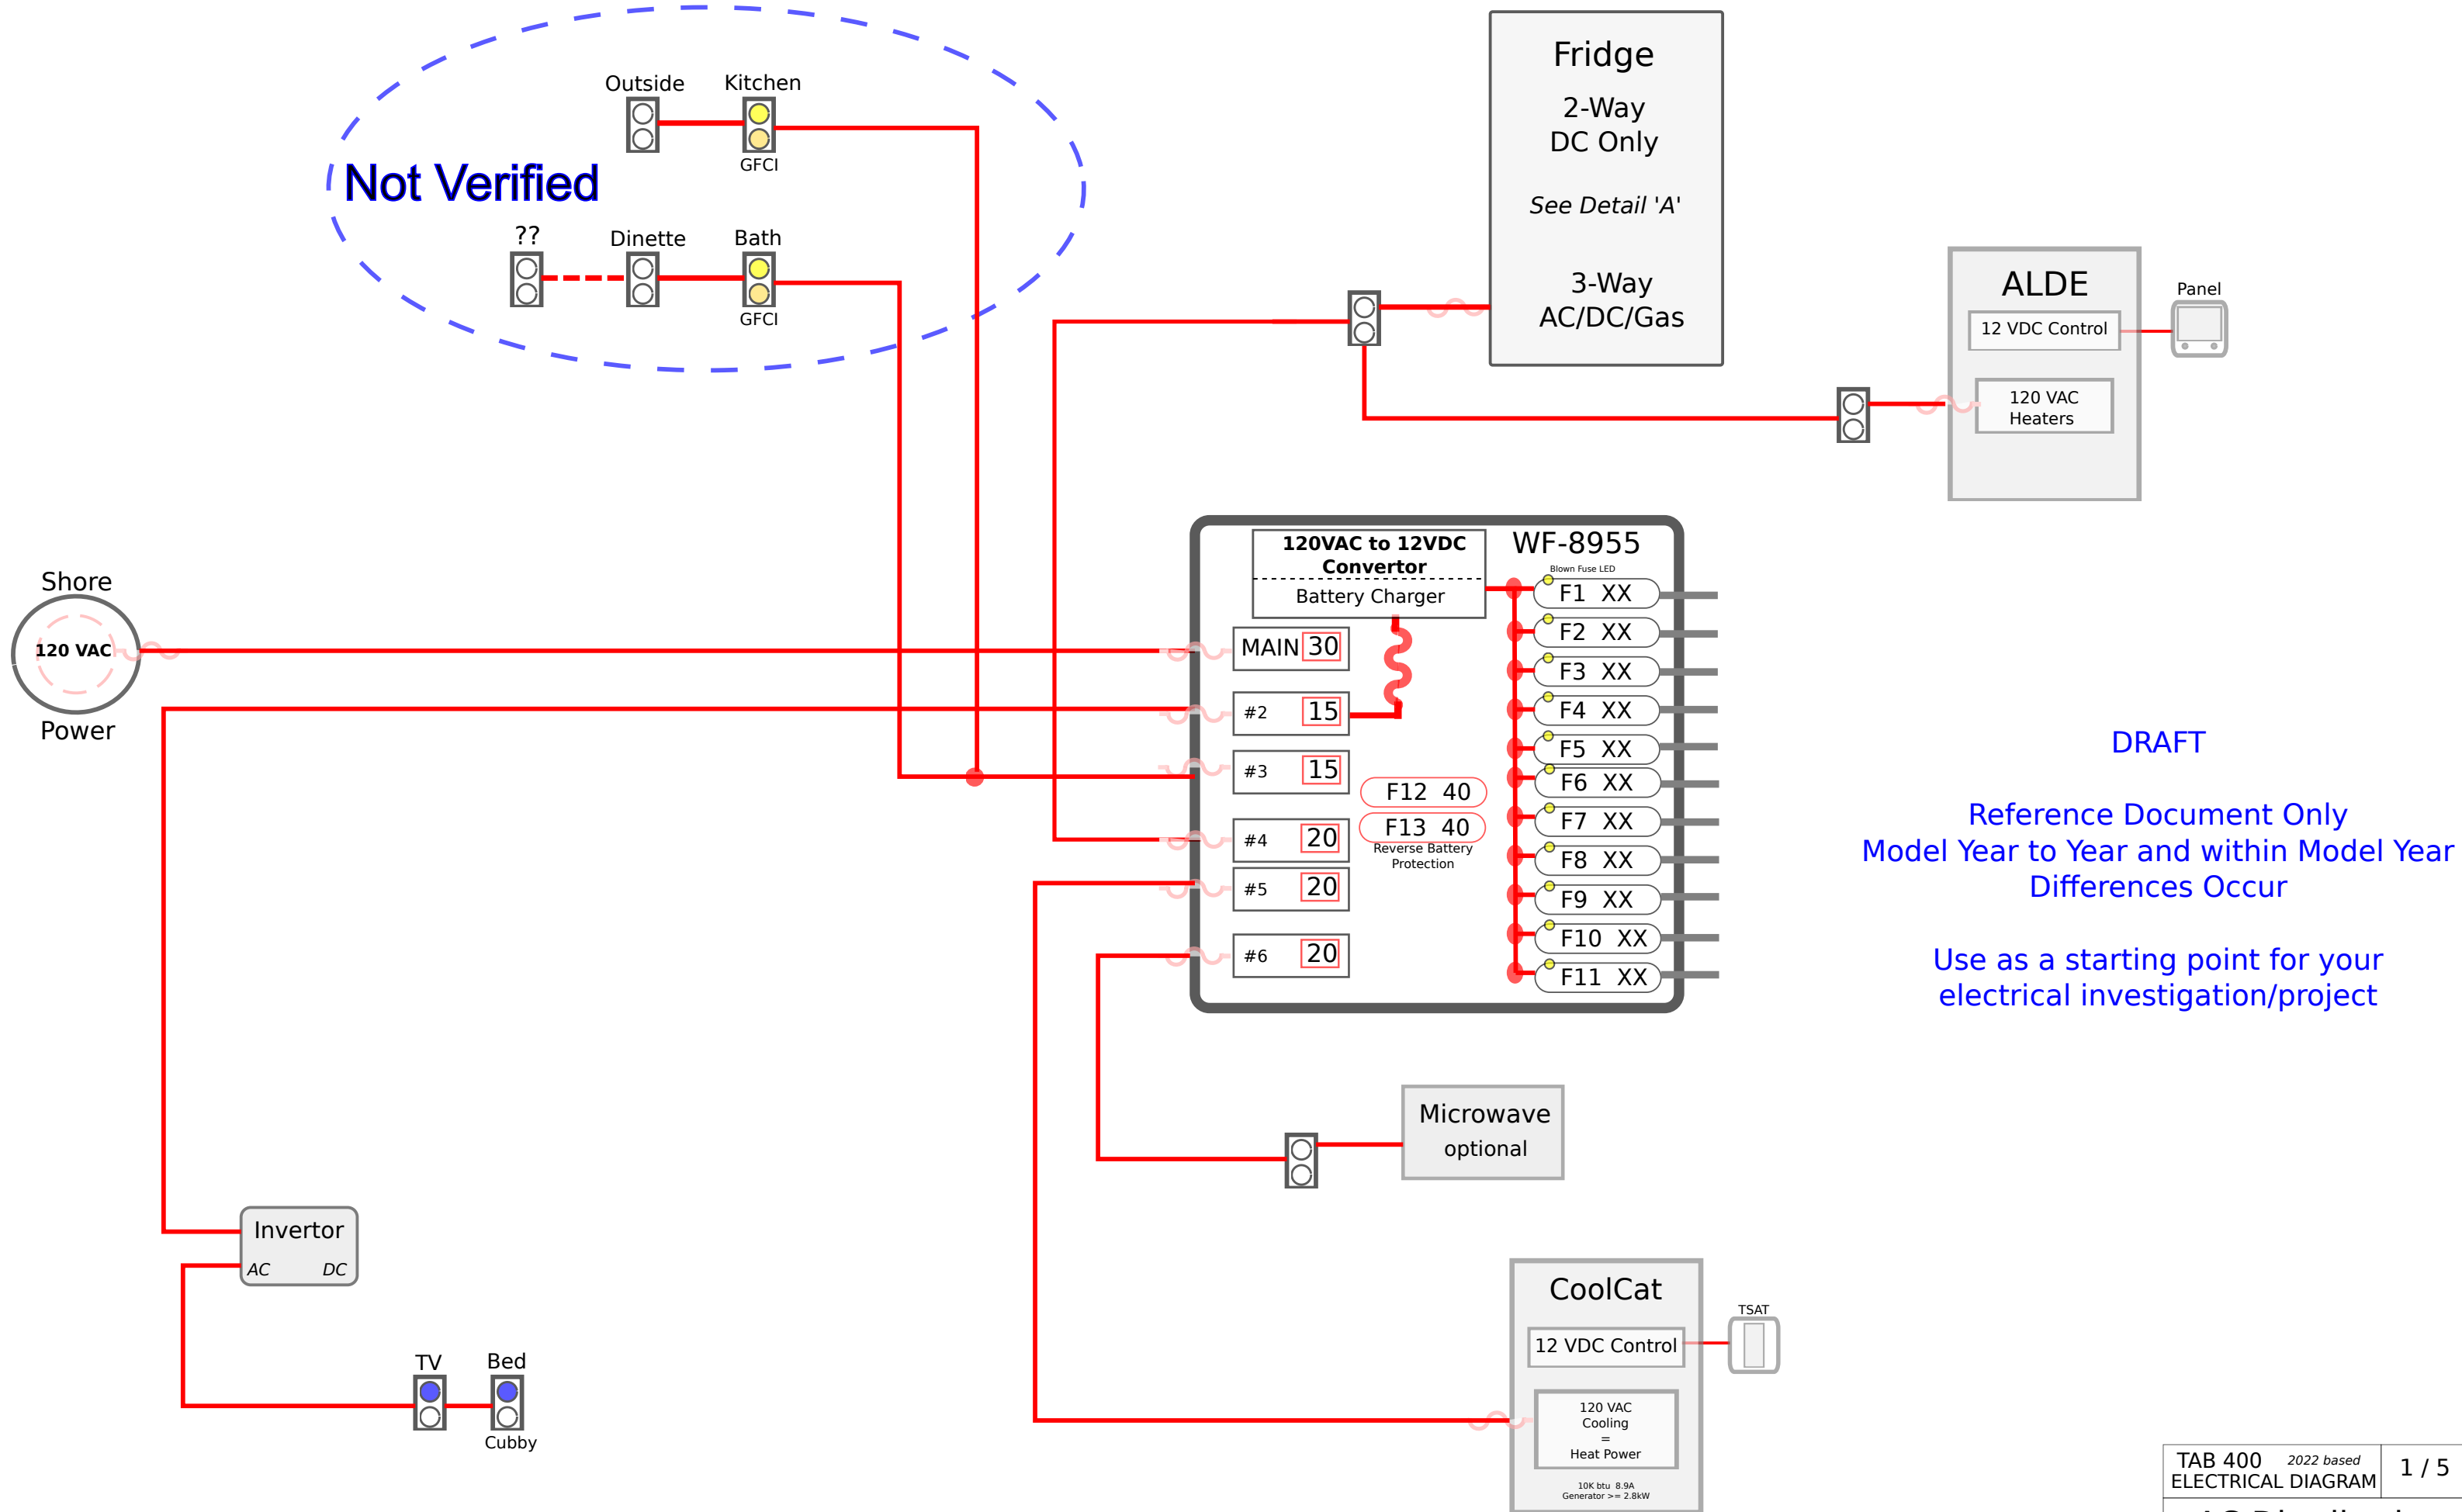 Outside
Kitchen
GFCI
Not Verified
??
Dinette
Bath
GFCI
Fridge
2-Way
DC Only
See Detail 'A'
3-Way
AC/DC/Gas
ALDE
12 VDC Control
120 VAC
Heaters
Panel
Shore
120 VAC
Power
120VAC to 12VDC
Convertor
Battery Charger
WF-8955
Blown Fuse LED
MAIN 30
#2 15
#3 15
#4 20
#5 20
#6 20
F12 40
F13 40
Reverse Battery
Protection
F1 XX
F2 XX
F3 XX
F4 XX
F5 XX
F6 XX
F7 XX
F8 XX
F9 XX
F10 XX
F11 XX
DRAFT
Reference Document Only
Model Year to Year and within Model Year
Differences Occur
Use as a starting point for your
electrical investigation/project
Microwave
optional
Invertor
AC DC
TV
Bed
Cubby
CoolCat
12 VDC Control
TSAT
120 VAC
Cooling
=
Heat Power
10K btu 8.9A
Generator >= 2.8kW
TAB 400 2022 based
ELECTRICAL DIAGRAM
1 / 5